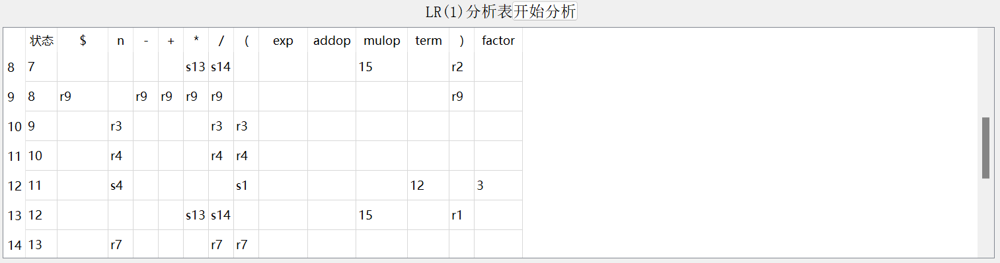 LR(1)分析表开始分析
状态 $ n - + * / ( exp addop mulop term ) factor
8 7 s13 s14 15 r2
9 8 r9 r9 r9 r9 r9 r9
10 9 r3 r3 r3
11 10 r4 r4 r4
12 11 s4 s1 12 3
13 12 s13 s14 15 r1
14 13 r7 r7 r7